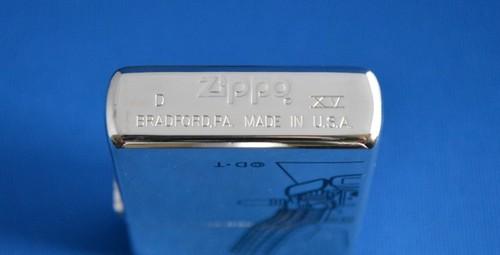 Zippo
D XV
BRADFORD,PA. MADE IN U.S.A.
©D-T